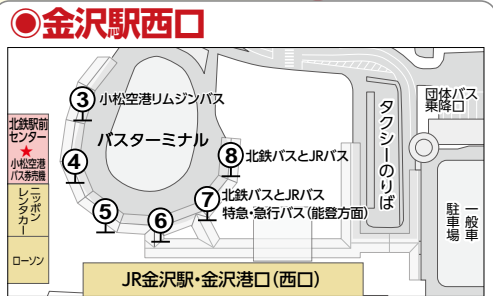 ◉金沢駅西口
③ 小松空港リムジンバス
団体バス
乗降口
北鉄駅前
センター
★
小松空港
バス券売機
バスターミナル
タクシーのりば
④
⑧ 北鉄バスとJRバス
ニッポン
レンタカー
⑤
⑥
⑦ 北鉄バスとJRバス
特急・急行バス（能登方面）
一般車
駐車場
ローソン
JR金沢駅・金沢港口（西口）